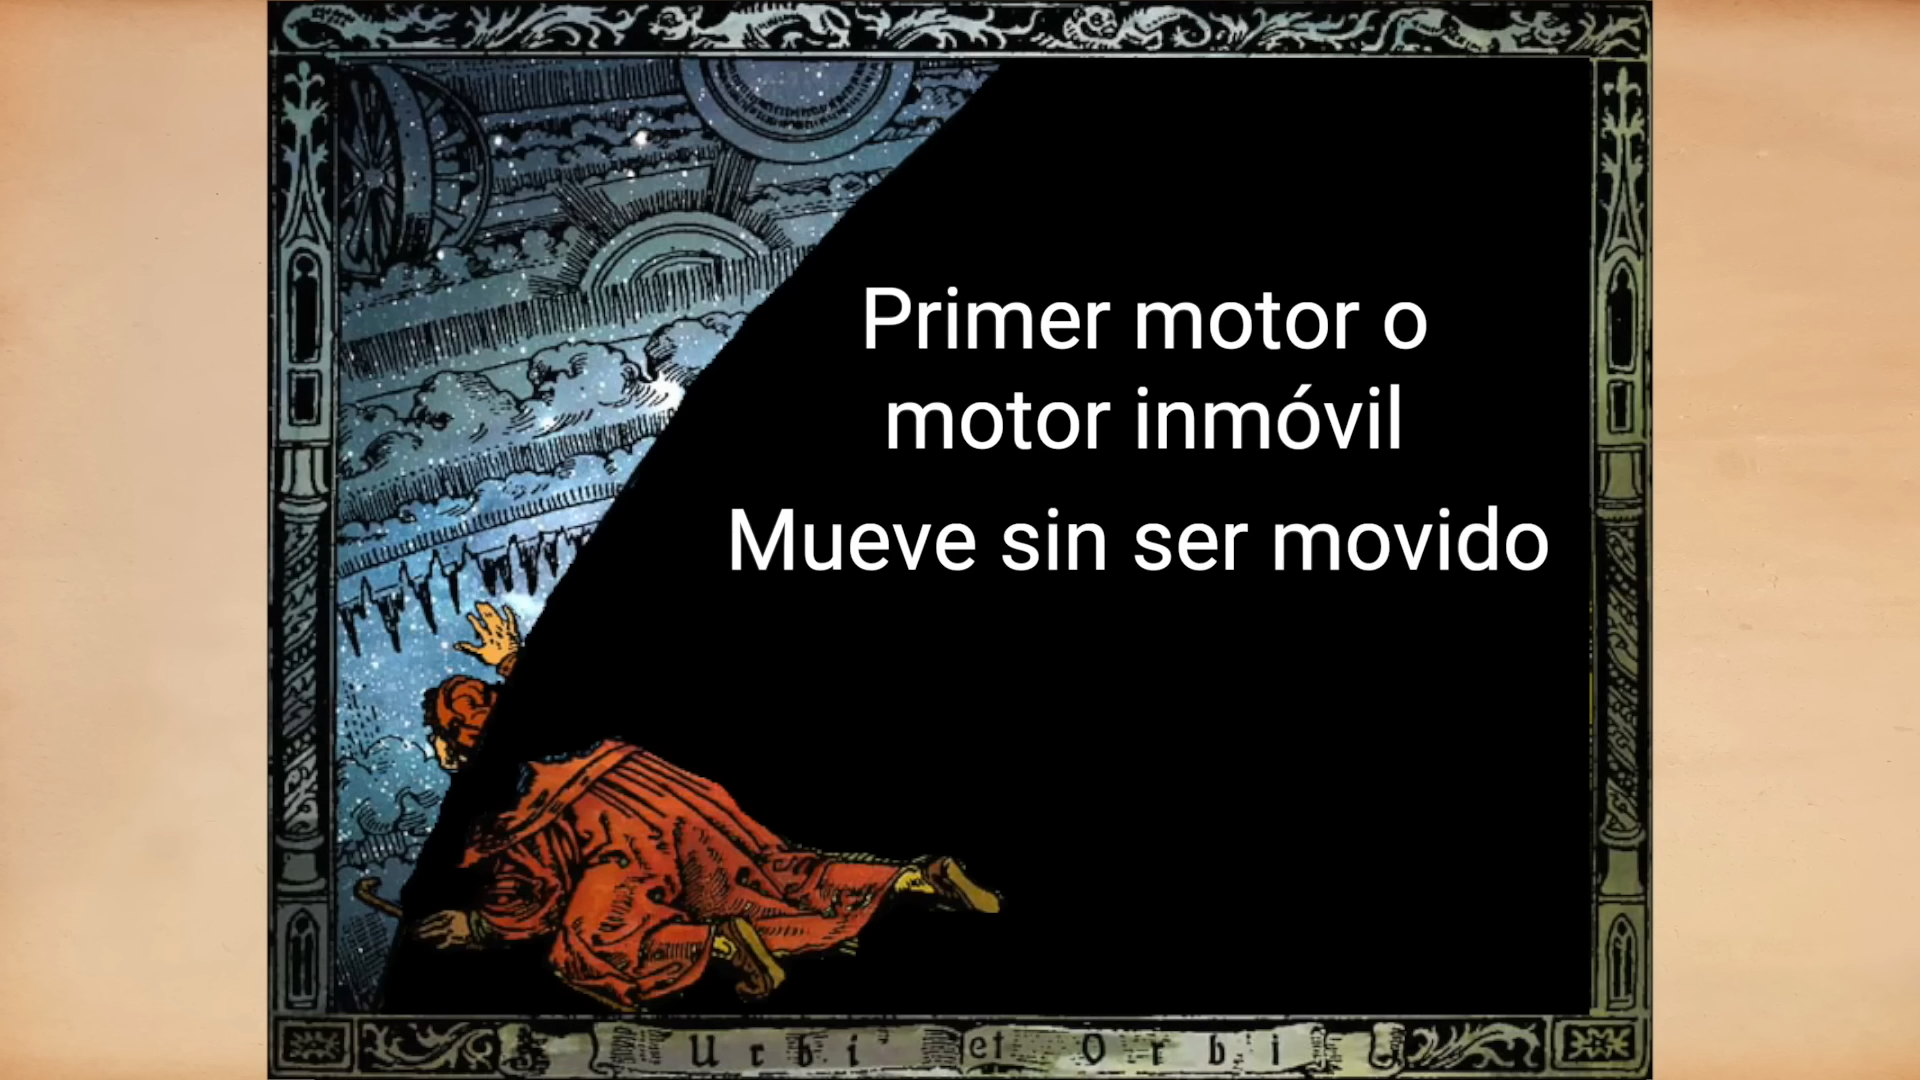 Primer motor o
motor inmóvil
Mueve sin ser movido
Urbi et Orbi